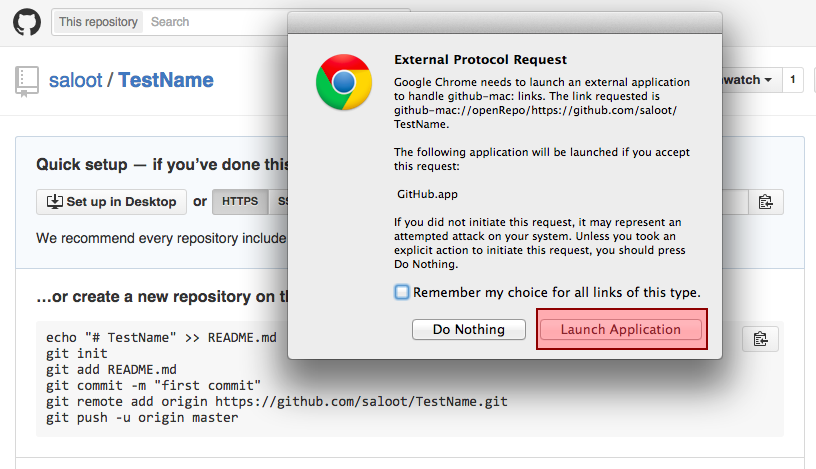 This repository Search
saloot / TestName
watch 1
Quick setup — if you've done this
Set up in Desktop or HTTPS SS
We recommend every repository include
…or create a new repository on th
echo "# TestName" >> README.md
git init
git add README.md
git commit -m "first commit"
git remote add origin https://github.com/saloot/TestName.git
git push -u origin master
External Protocol Request
Google Chrome needs to launch an external application
to handle github-mac: links. The link requested is
github-mac://openRepo/https://github.com/saloot/
TestName.
The following application will be launched if you accept
this request:
GitHub.app
If you did not initiate this request, it may represent an
attempted attack on your system. Unless you took an
explicit action to initiate this request, you should press
Do Nothing.
Remember my choice for all links of this type.
Do Nothing Launch Application